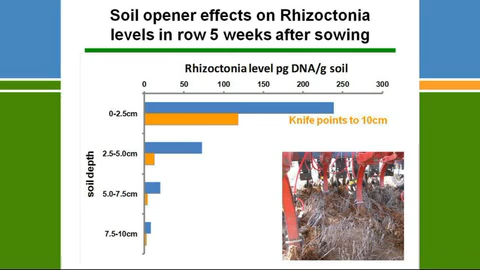 Soil opener effects on Rhizoctonia
levels in row 5 weeks after sowing
Rhizoctonia level pg DNA/g soil
0 50 100 150 200 250 300
0-2.5cm
Knife points to 10cm
2.5-5.0cm
soil depth
5.0-7.5cm
7.5-10cm